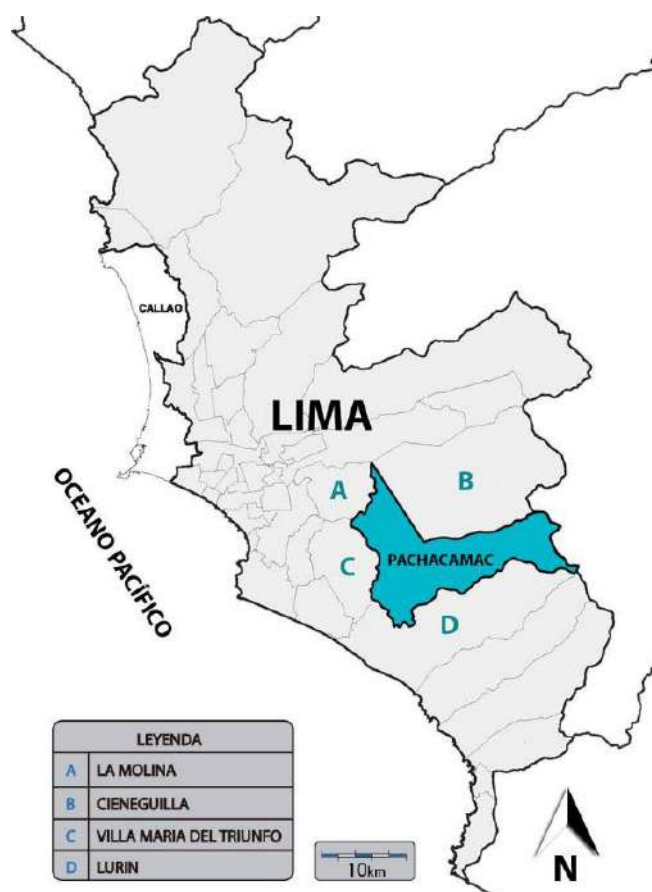 CALLAO
LIMA
A
B
OCEANO PACÍFICO
C
PACHACAMAC
D
LEYENDA
A LA MOLINA
B CIENEGUILLA
C VILLA MARIA DEL TRIUNFO
D LURIN
10km
N